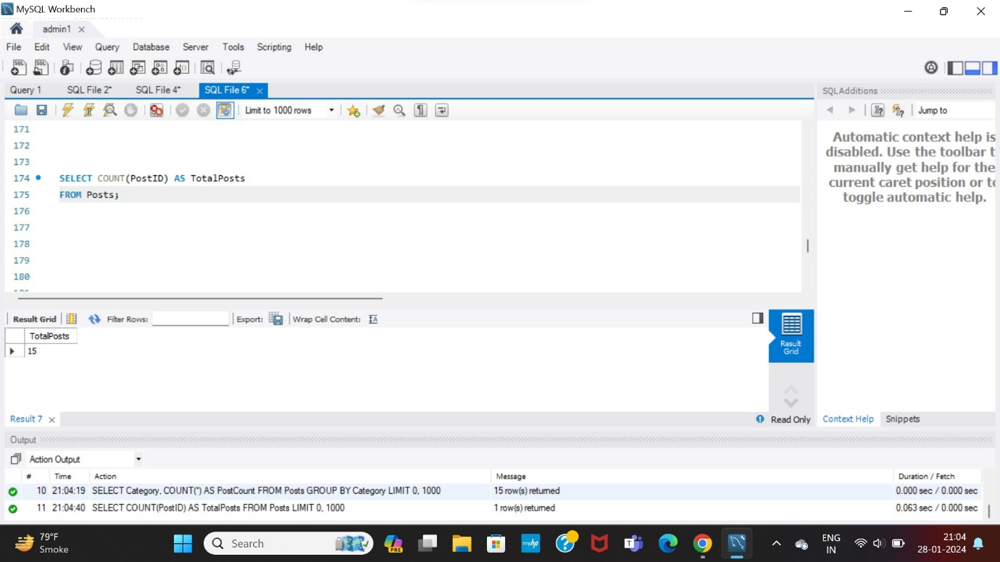 MySQL Workbench
admin1
File Edit View Query Database Server Tools Scripting Help
Query 1 SQL File 2* SQL File 4* SQL File 6*
SQLAdditions
Limit to 1000 rows
Jump to
171
172
173
174 SELECT COUNT(PostID) AS TotalPosts
175 FROM Posts;
176
177
178
179
180
Automatic context help is
disabled. Use the toolbar t
manually get help for the
current caret position or to
toggle automatic help.
Result Grid Filter Rows: Export: Wrap Cell Content:
TotalPosts
15
Result
Grid
Result 7
Read Only
Context Help Snippets
Output
Action Output
# Time Action Message Duration / Fetch
10 21:04:19 SELECT Category, COUNT(*) AS PostCount FROM Posts GROUP BY Category LIMIT 0, 1000 15 row(s) returned 0.000 sec / 0.000 sec
11 21:04:40 SELECT COUNT(PostID) AS TotalPosts FROM Posts LIMIT 0, 1000 1 row(s) returned 0.063 sec / 0.000 sec
79°F
Smoke
Search
PRE
myhp
ENG
IN
21:04
28-01-2024